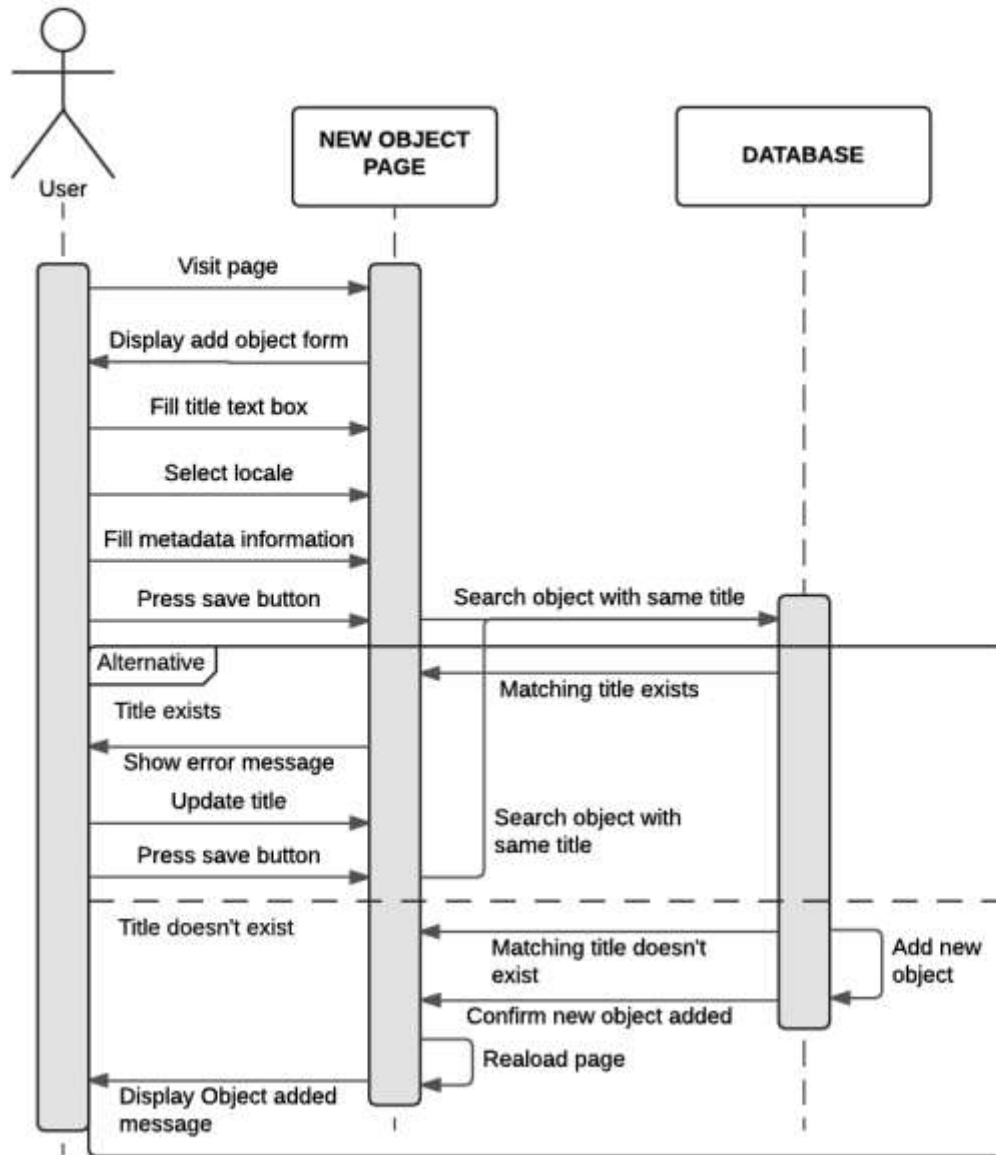 User
NEW OBJECT
PAGE
DATABASE
Visit page
Display add object form
Fill title text box
Select locale
Fill metadata information
Press save button
Search object with same title
Alternative
Matching title exists
Title exists
Show error message
Update title
Search object with
same title
Press save button
Title doesn't exist
Matching title doesn't
exist
Add new
object
Confirm new object added
Reaload page
Display Object added
message